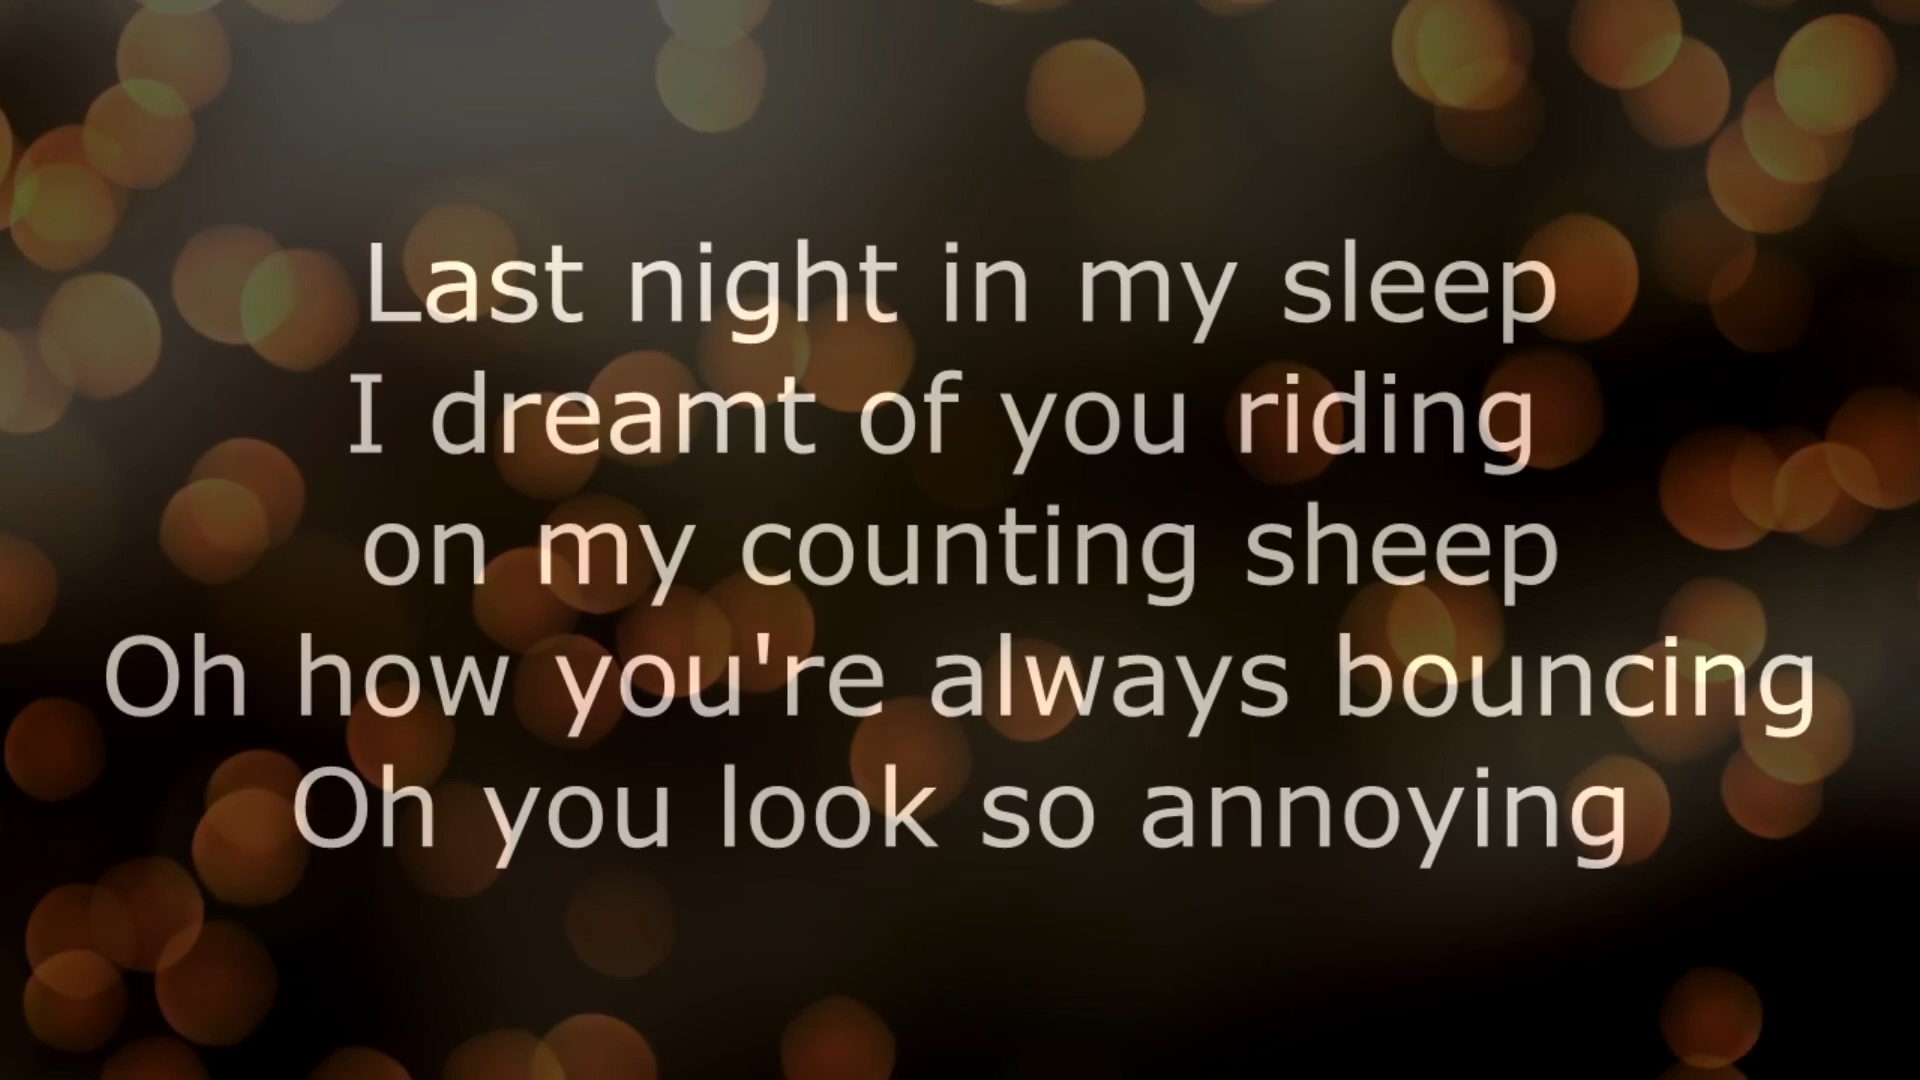 Last night in my sleep
I dreamt of you riding
on my counting sheep
Oh how you're always bouncing
Oh you look so annoying